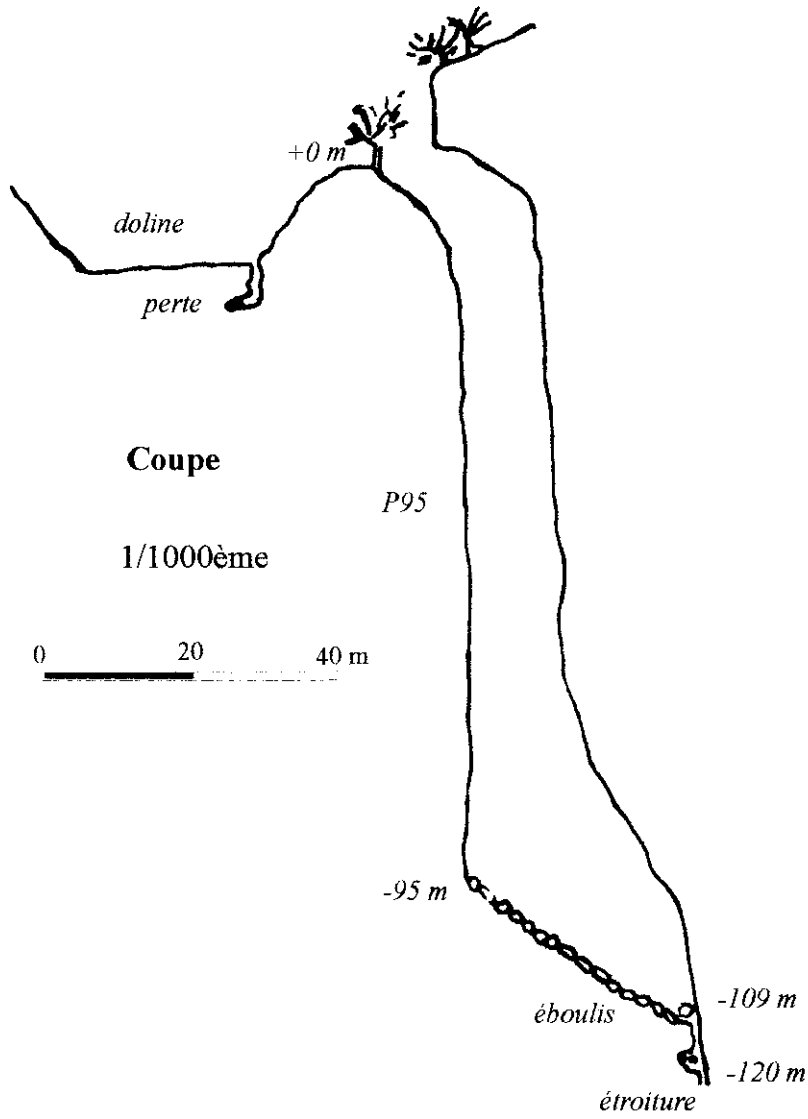 +0 m
doline
perte
Coupe
P95
1/1000ème
0 20 40 m
-95 m
-109 m
éboulis
-120 m
étroiture